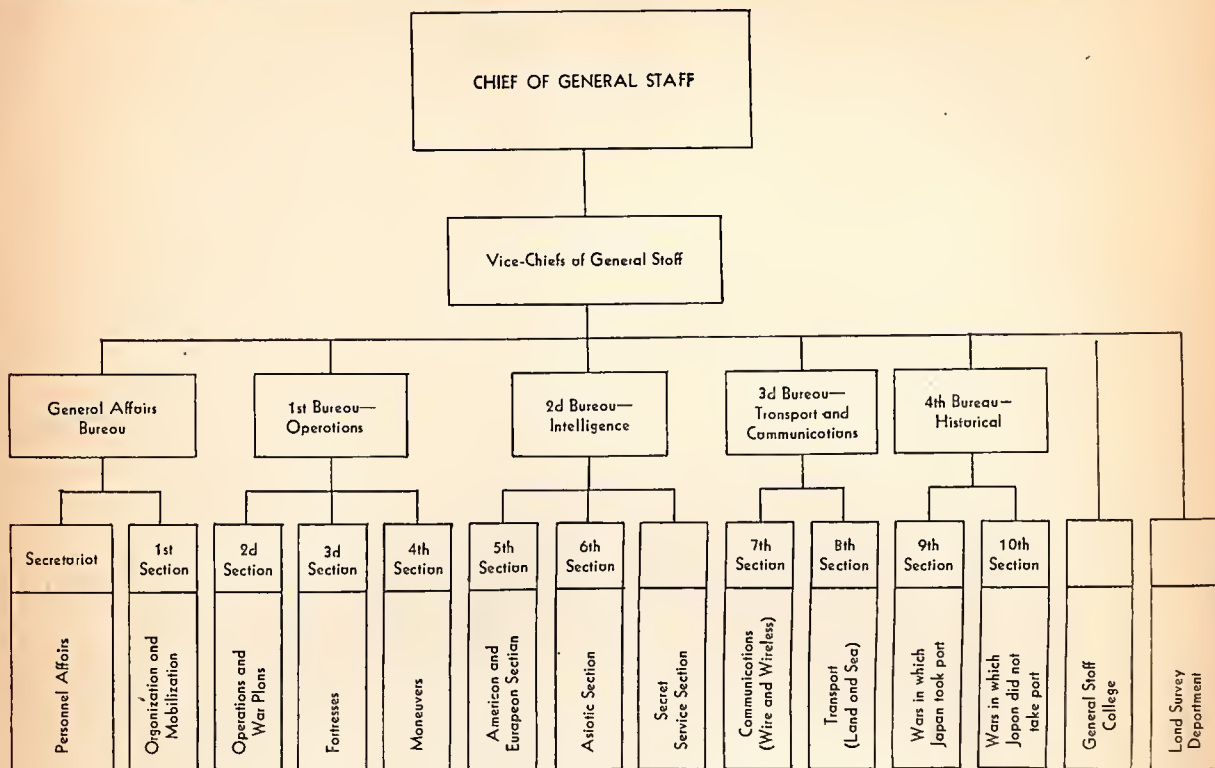 CHIEF OF GENERAL STAFF
Vice-Chiefs of General Staff
General Affairs
Bureau
1st Bureau—
Operations
2d Bureau—
Intelligence
3d Bureau—
Transport and
Communications
4th Bureau—
Historical
Secretariat
1st
Section
2d
Section
3d
Section
4th
Section
5th
Section
6th
Section
7th
Section
8th
Section
9th
Section
10th
Section
Personnel Affairs
Organization and
Mobilization
Operations and
War Plans
Fortresses
Maneuvers
American and
European Section
Asiatic Section
Secret
Service Section
Communications
(Wire and Wireless)
Transport
(Land and Sea)
Wars in which
Japan took part
Wars in which
Japan did not
take part
General Staff
College
Land Survey
Department